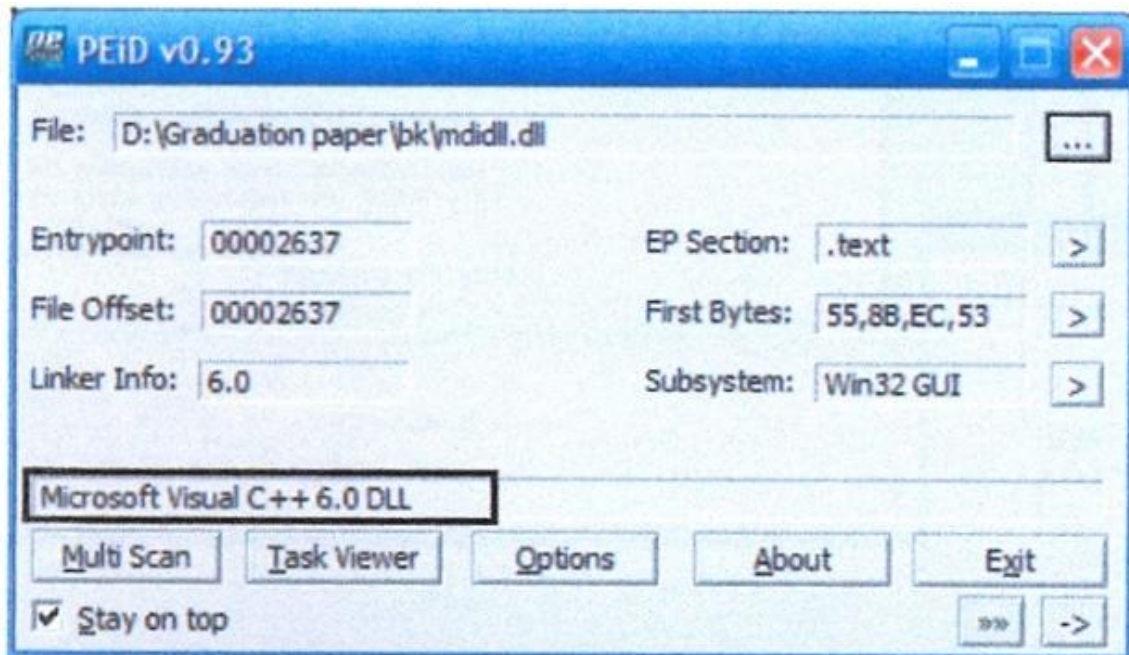 PEiD v0.93
File: D:\Graduation paper\bk\mdidll.dll ...
Entrypoint: 00002637 EP Section: .text >
File Offset: 00002637 First Bytes: 55,8B,EC,53 >
Linker Info: 6.0 Subsystem: Win32 GUI >
Microsoft Visual C++ 6.0 DLL
Multi Scan Task Viewer Options About Exit
Stay on top »» ->